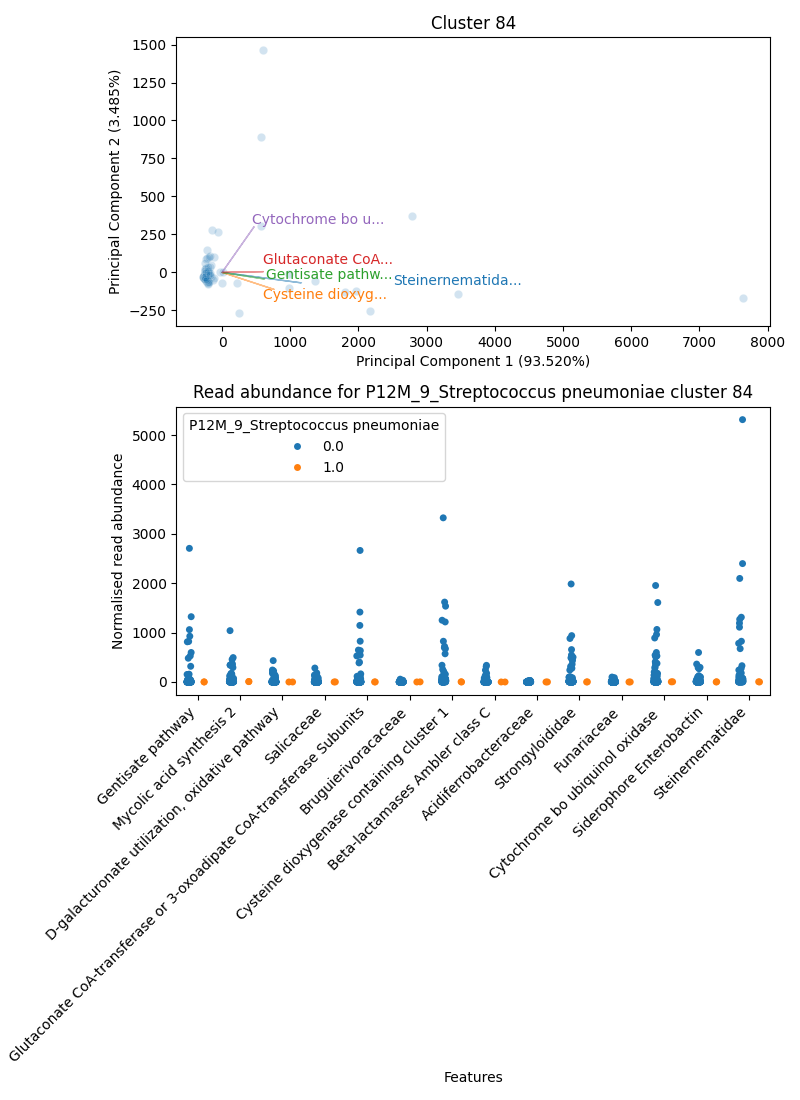 Cluster 84
Principal Component 2 (3.485%)
1500
1250
1000
750
500
250
0
−250
Cytochrome bo u...
Glutaconate CoA...
Gentisate pathw...
Steinernematida...
Cysteine dioxyg...
0 1000 2000 3000 4000 5000 6000 7000 8000
Principal Component 1 (93.520%)
Read abundance for P12M_9_Streptococcus pneumoniae cluster 84
Normalised read abundance
5000
4000
3000
2000
1000
0
P12M_9_Streptococcus pneumoniae
0.0
1.0
Gentisate pathway
Mycolic acid synthesis 2
D-galacturonate utilization, oxidative pathway
Salicaceae
Glutaconate CoA-transferase or 3-oxoadipate CoA-transferase Subunits
Bruguierivoracaceae
Cysteine dioxygenase containing cluster 1
Beta-lactamases Ambler class C
Acidiferrobacteraceae
Strongyloididae
Funariaceae
Cytochrome bo ubiquinol oxidase
Siderophore Enterobactin
Steinernematidae
Features